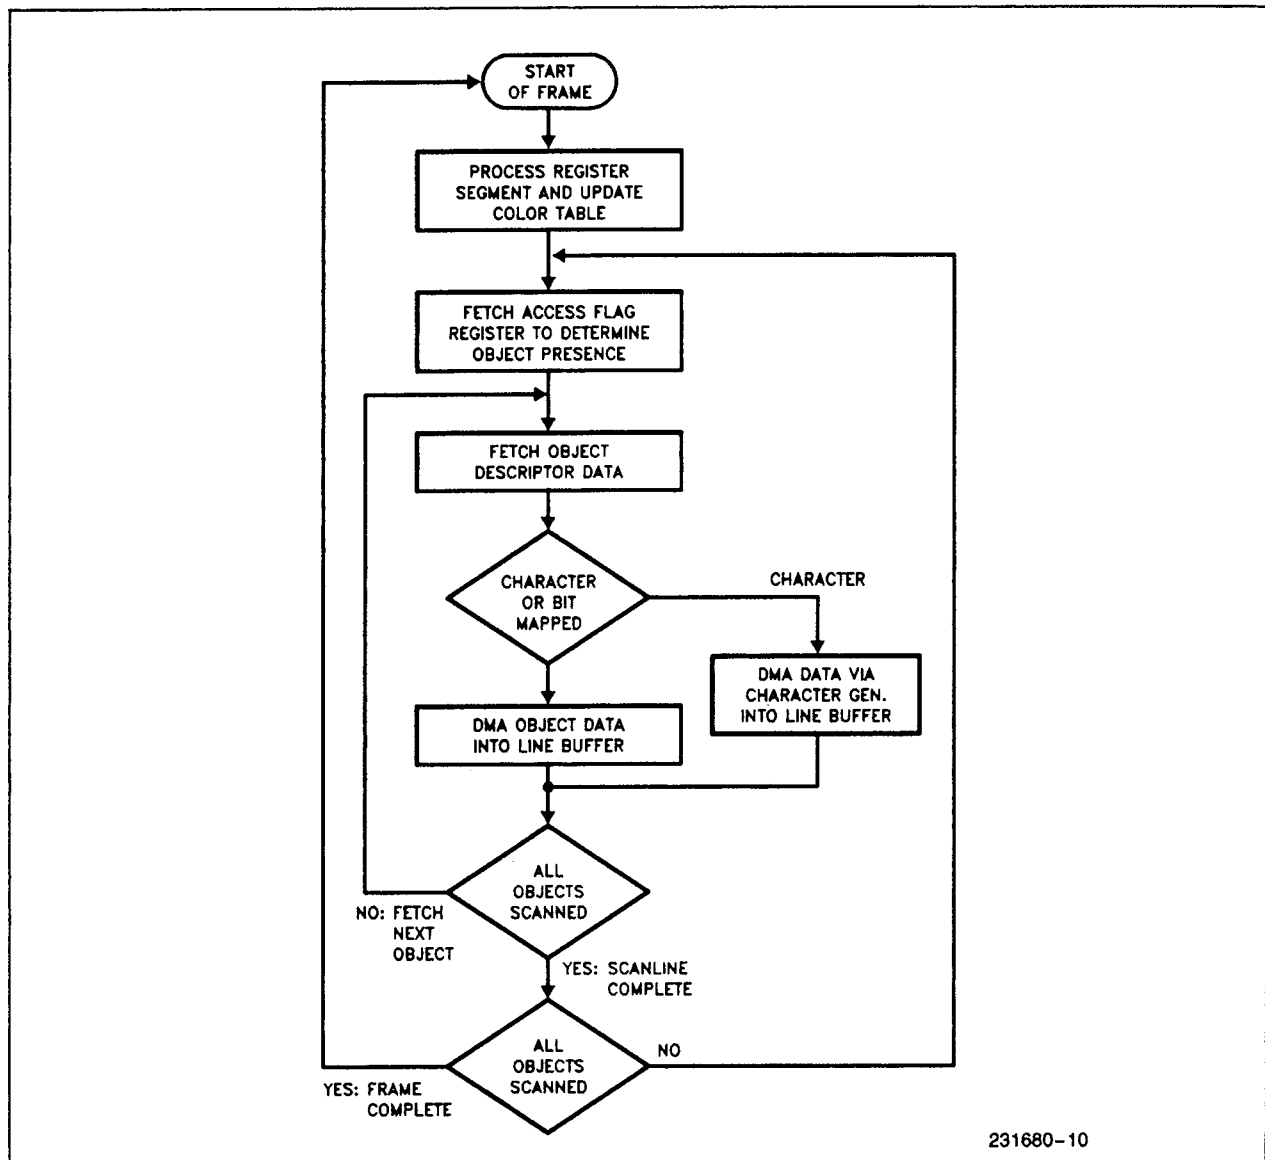 START
OF FRAME
PROCESS REGISTER
SEGMENT AND UPDATE
COLOR TABLE
FETCH ACCESS FLAG
REGISTER TO DETERMINE
OBJECT PRESENCE
FETCH OBJECT
DESCRIPTOR DATA
CHARACTER
OR BIT
MAPPED
CHARACTER
DMA DATA VIA
CHARACTER GEN.
INTO LINE BUFFER
DMA OBJECT DATA
INTO LINE BUFFER
ALL
OBJECTS
SCANNED
NO: FETCH
NEXT
OBJECT
YES: SCANLINE
COMPLETE
ALL
OBJECTS
SCANNED
NO
YES: FRAME
COMPLETE
231680-10